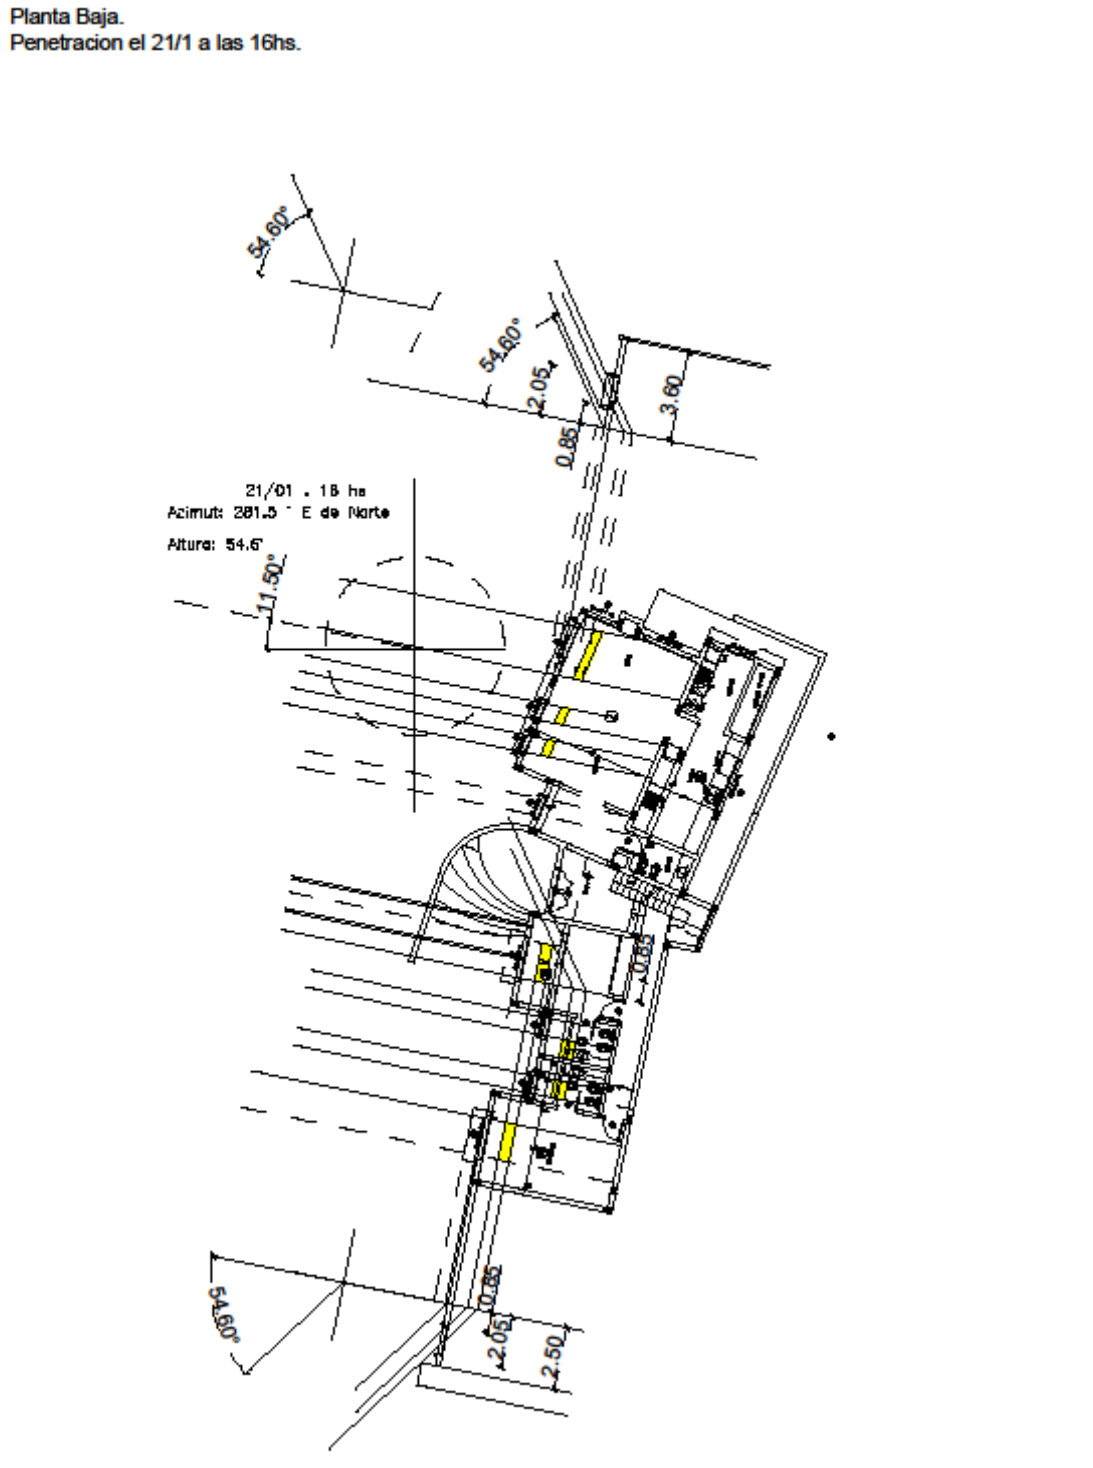 Planta Baja.
Penetracion el 21/1 a las 16hs.
54.60°
54.60°
2.05
3.60
0.85
21/01 . 16 hs
Azimut: 281.5 ° E de Norte
Altura: 54.6°
11.50°
0.85
0.85
54.60°
2.05
2.50